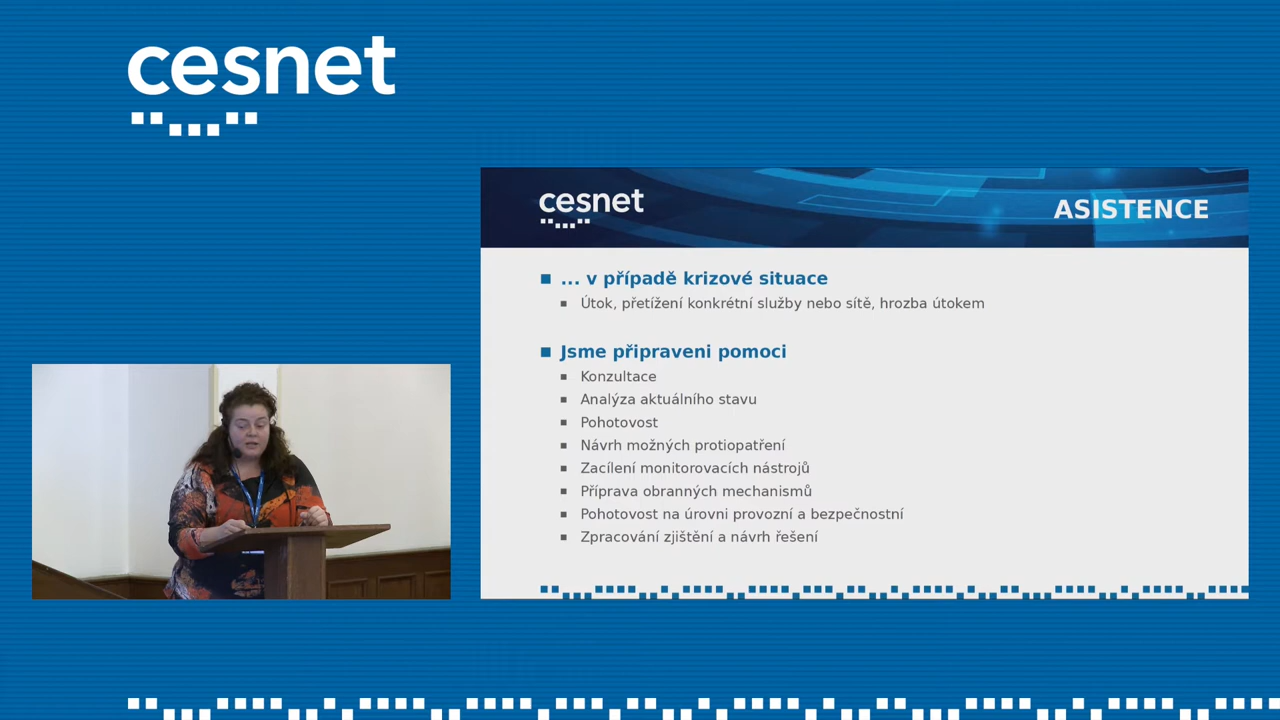 cesnet
cesnet
ASISTENCE
... v případě krizové situace
Útok, přetížení konkrétní služby nebo sítě, hrozba útokem
Jsme připraveni pomoci
Konzultace
Analýza aktuálního stavu
Pohotovost
Návrh možných protiopatření
Zacílení monitorovacích nástrojů
Příprava obranných mechanismů
Pohotovost na úrovni provozní a bezpečnostní
Zpracování zjištění a návrh řešení